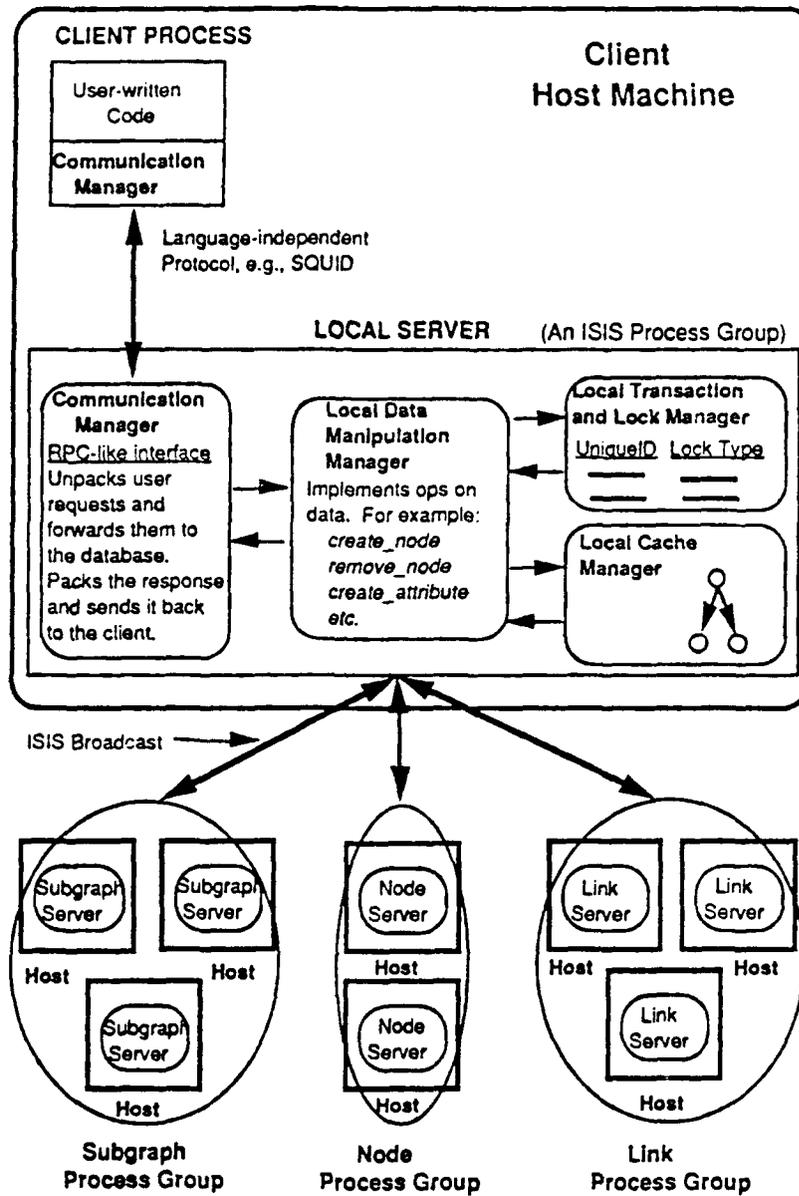 CLIENT PROCESS
Client
Host Machine
User-written
Code
Communication
Manager
Language-independent
Protocol, e.g., SQUID
LOCAL SERVER
(An ISIS Process Group)
Communication
Manager
RPC-like interface
Unpacks user
requests and
forwards them to
the database.
Packs the response
and sends it back
to the client.
Local Data
Manipulation
Manager
Implements ops on
data. For example:
create_node
remove_node
create_attribute
etc.
Local Transaction
and Lock Manager
UniqueID Lock Type
Local Cache
Manager
ISIS Broadcast
Subgraph
Server
Host
Subgraph
Server
Host
Subgraph
Server
Host
Node
Server
Host
Node
Server
Host
Link
Server
Host
Link
Server
Host
Link
Server
Host
Subgraph
Process Group
Node
Process Group
Link
Process Group